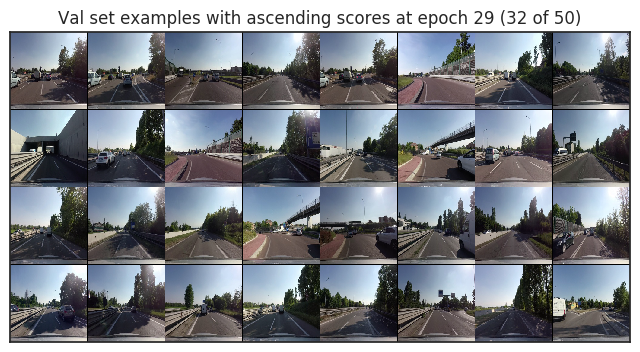 Val set examples with ascending scores at epoch 29 (32 of 50)